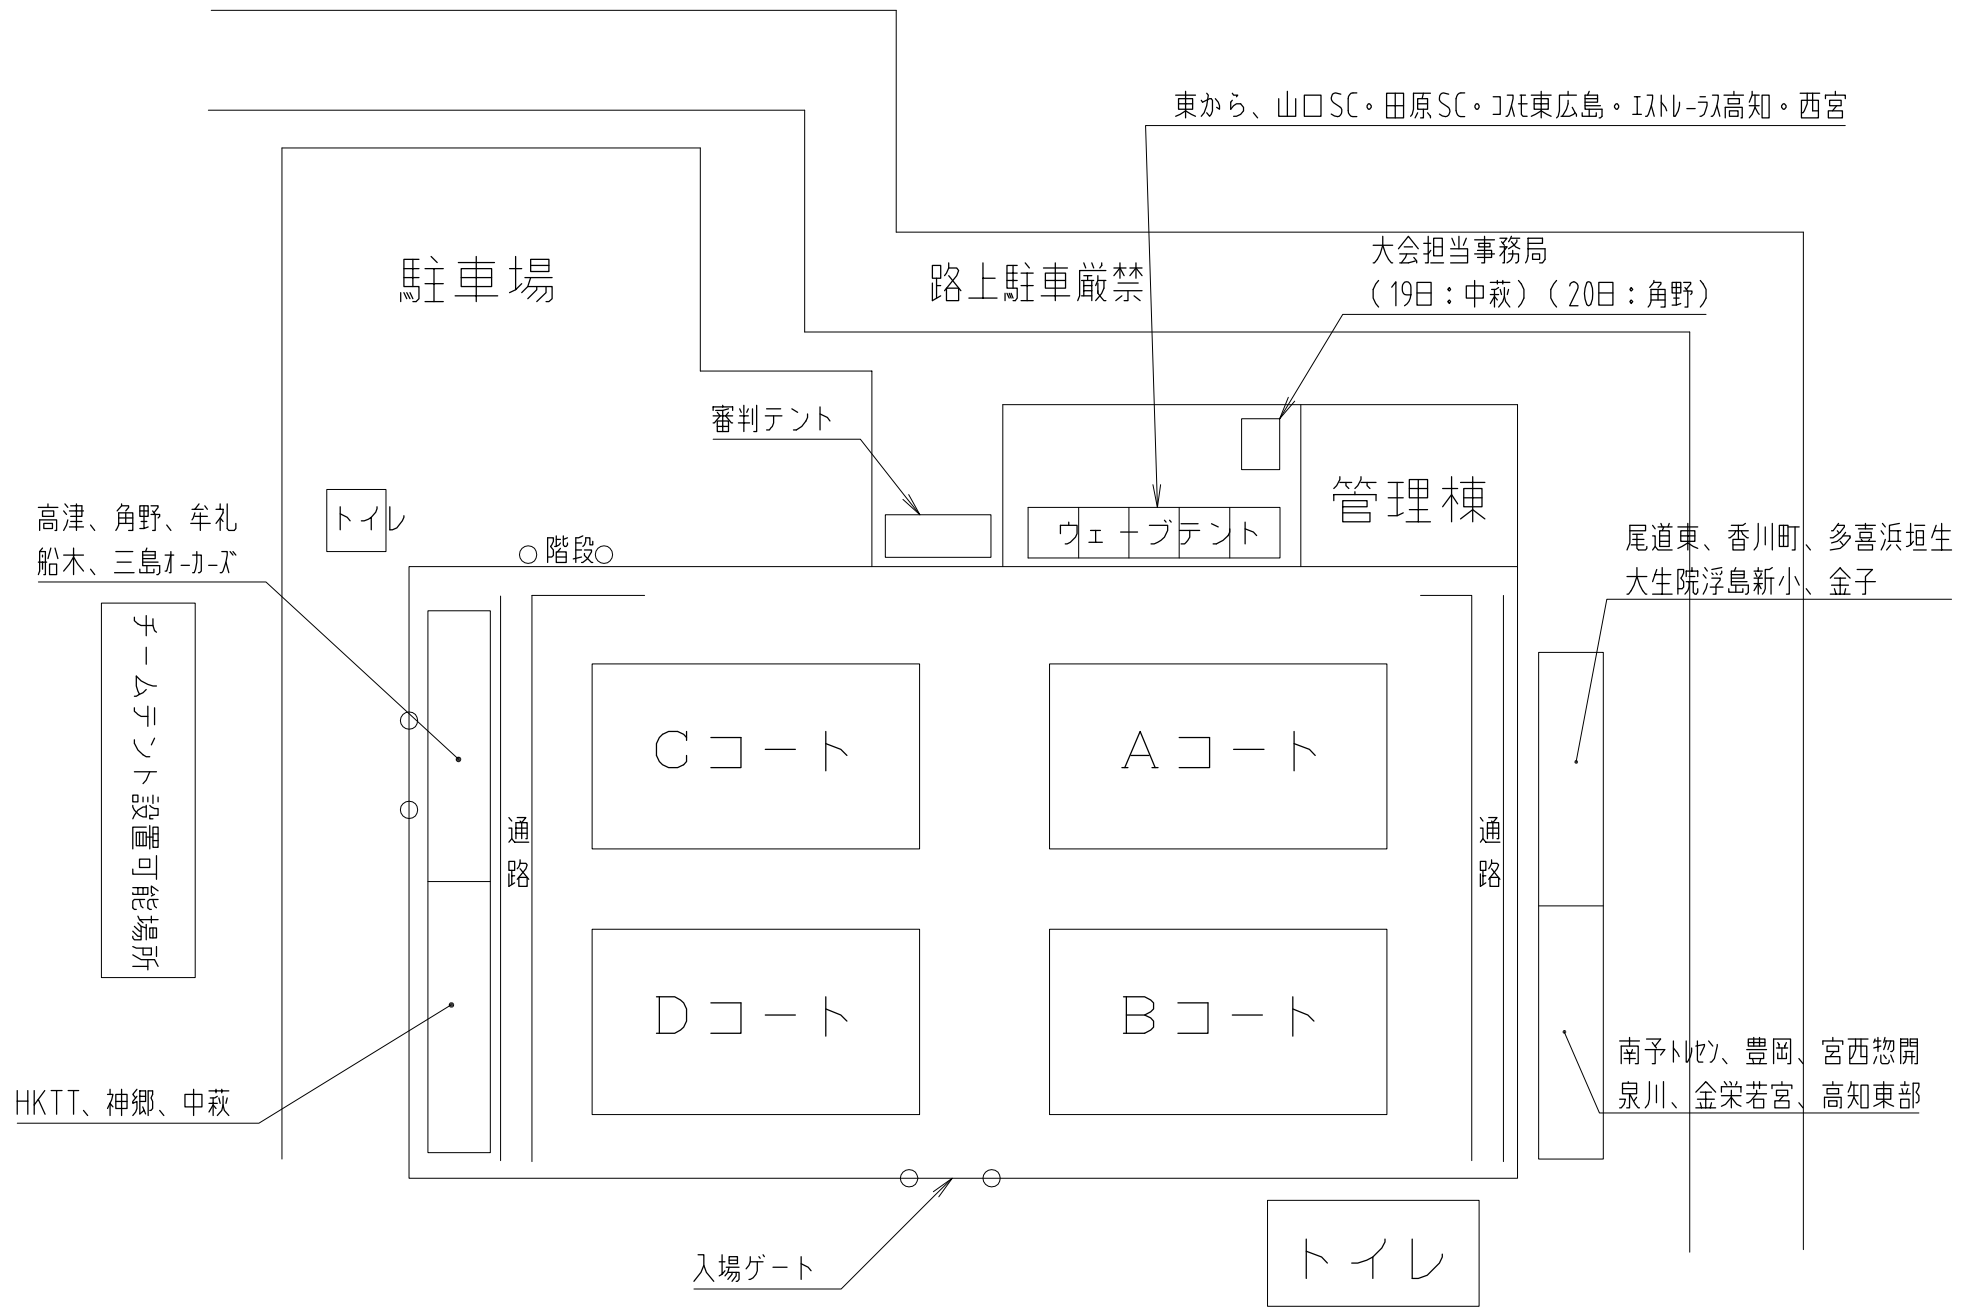 東から、山口SC・田原SC・ｺｽﾓ東広島・ｴｽﾄﾚｰﾗｽ高知・西宮
大会担当事務局
(19日:中萩)(20日:角野)
駐車場
路上駐車厳禁
審判テント
管理棟
トイレ
ウェーブテント
高津、角野、牟礼
船木、三島ｵｰｶｰｽﾞ
○階段○
尾道東、香川町、多喜浜垣生
大生院浮島新小、金子
チームテント設置可能場所
Cコート
Aコート
通路
通路
Dコート
Bコート
南予ﾄﾚｾﾝ、豊岡、宮西惣開
泉川、金栄若宮、高知東部
HKTT、神郷、中萩
入場ゲート
トイレ